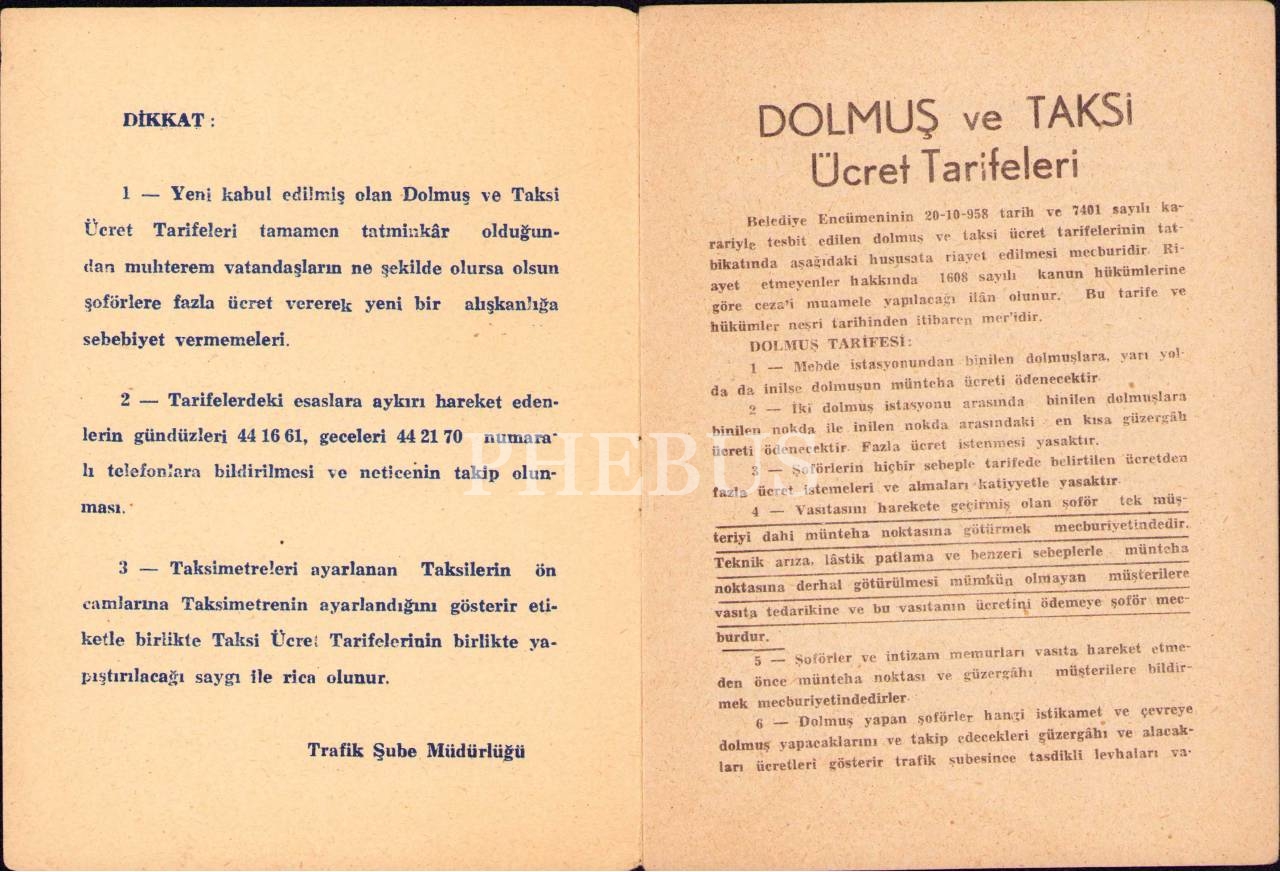 DİKKAT :
1 — Yeni kabul edilmiş olan Dolmuş ve Taksi
Ücret Tarifeleri tamamen tatminkâr olduğun-
dan muhterem vatandaşların ne şekilde olursa olsun
şoförlere fazla ücret vererek yeni bir alışkanlığa
sebebiyet vermemeleri.
2 — Tarifelerdeki esaslara aykırı hareket eden-
lerin gündüzleri 44 16 61, geceleri 44 21 70 numara-
lı telefonlara bildirilmesi ve neticenin takip olun-
ması.
3 — Taksimetreleri ayarlanan Taksilerin ön
camlarına Taksimetrenin ayarlandığını gösterir eti-
ketle birlikte Taksi Ücret Tarifelerinin birlikte ya-
pıştırılacağı saygı ile rica olunur.
Trafik Şube Müdürlüğü
DOLMUŞ ve TAKSİ
Ücret Tarifeleri
Belediye Encümeninin 20-10-958 tarih ve 7401 sayılı ka-
rariyle tesbit edilen dolmuş ve taksi ücret tarifelerinin tat-
bikatında aşağıdaki hususata riayet edilmesi mecburidir. Ri-
ayet etmeyenler hakkında 1608 sayılı kanun hükümlerine
göre ceza'i muamele yapılacağı ilân olunur. Bu tarife ve
hükümler neşri tarihinden itibaren mer'idir.
DOLMUŞ TARİFESİ:
1 — Mebde istasyonundan binilen dolmuşlara, yarı yol-
da da inilse dolmuşun münteha ücreti ödenecektir.
2 — İki dolmuş istasyonu arasında binilen dolmuşlara
binilen nokda ile inilen nokda arasındaki en kısa güzergâh
ücreti ödenecektir. Fazla ücret istenmesi yasaktır.
3 — Şoförlerin hiçbir sebeple tarifede belirtilen ücretden
fazla ücret istemeleri ve almaları katiyyetle yasaktır.
4 — Vasıtasını harekete geçirmiş olan şoför tek müş-
teriyi dahi münteha noktasına götürmek mecburiyetindedir.
Teknik arıza, lâstik patlama ve benzeri sebeplerle münteha
noktasına derhal götürülmesi mümkün olmayan müşterilere
vasıta tedarikine ve bu vasıtanın ücretini ödemeye şoför mec-
burdur.
5 — Şoförler ve intizam memurları vasıta hareket etme-
den önce münteha noktası ve güzergâhı müşterilere bildir-
mek mecburiyetindedirler.
6 — Dolmuş yapan şoförler hangi istikamet ve çevreye
dolmuş yapacaklarını ve takip edecekleri güzergâhı ve alacak-
ları ücretleri gösterir trafik şubesince tasdikli levhaları va-
PHEBUS